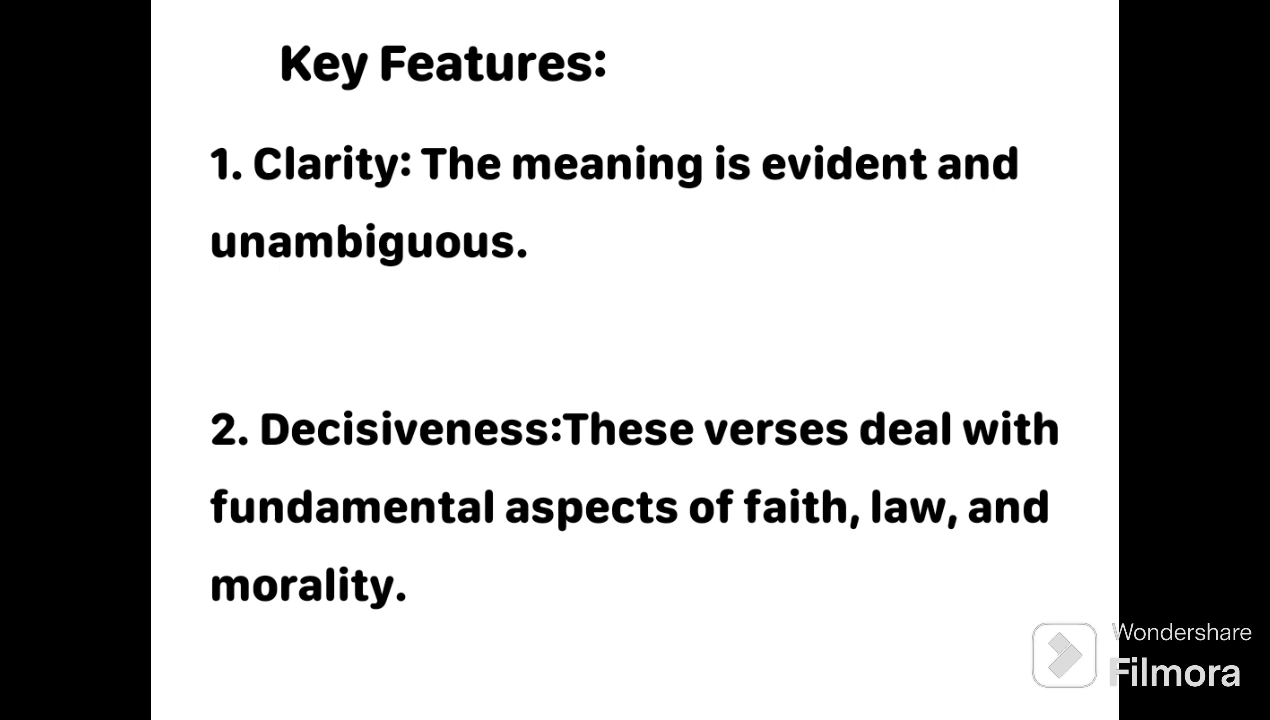 Key Features:
1. Clarity: The meaning is evident and
unambiguous.
2. Decisiveness:These verses deal with
fundamental aspects of faith, law, and
morality.
Wondershare
Filmora